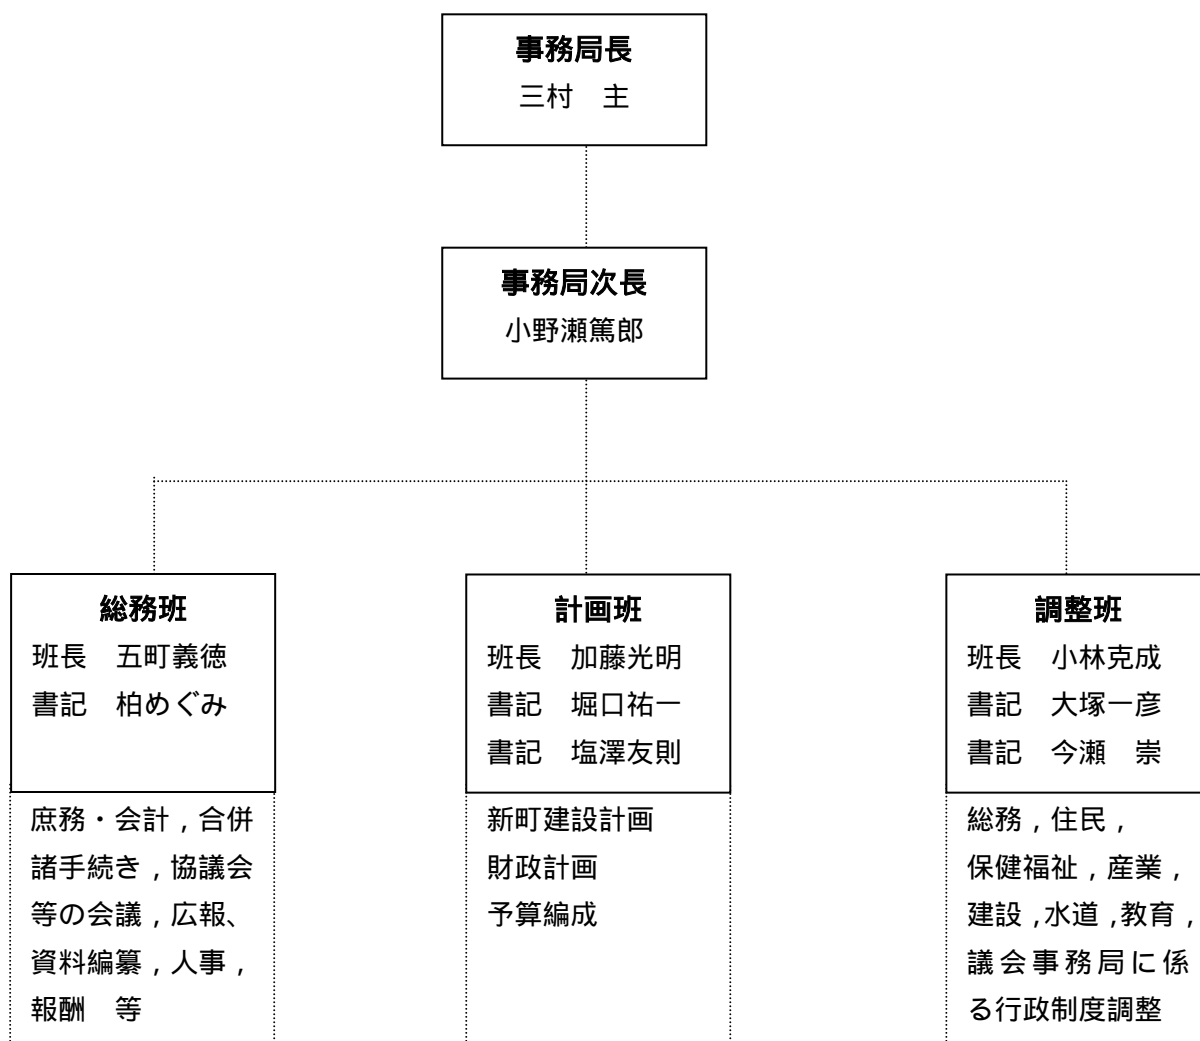 事務局長
三村　主
事務局次長
小野瀬篤郎
総務班
班長　五町義徳
書記　柏めぐみ
庶務・会計，合併
諸手続き，協議会
等の会議，広報、
資料編纂，人事，
報酬　等
計画班
班長　加藤光明
書記　堀口祐一
書記　塩澤友則
新町建設計画
財政計画
予算編成
調整班
班長　小林克成
書記　大塚一彦
書記　今瀬　崇
総務，住民，
保健福祉，産業，
建設，水道，教育，
議会事務局に係
る行政制度調整